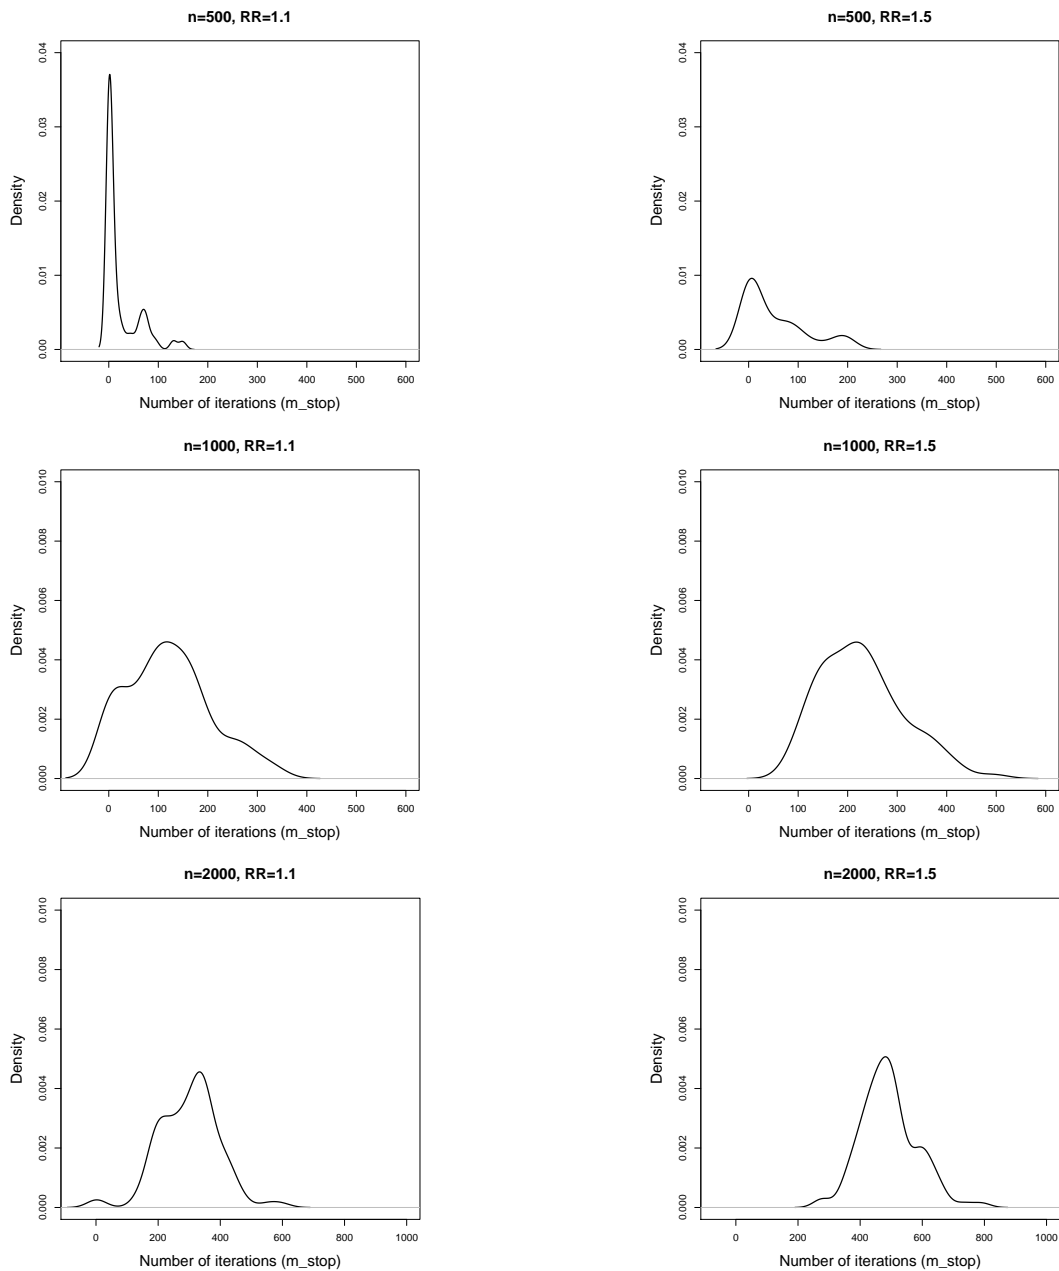 n=500, RR=1.1
Density
0.00 0.01 0.02 0.03 0.04
0 100 200 300 400 500 600
Number of iterations (m_stop)
n=500, RR=1.5
Density
0.00 0.01 0.02 0.03 0.04
0 100 200 300 400 500 600
Number of iterations (m_stop)
n=1000, RR=1.1
Density
0.000 0.002 0.004 0.006 0.008 0.010
0 100 200 300 400 500 600
Number of iterations (m_stop)
n=1000, RR=1.5
Density
0.000 0.002 0.004 0.006 0.008 0.010
0 100 200 300 400 500 600
Number of iterations (m_stop)
n=2000, RR=1.1
Density
0.000 0.002 0.004 0.006 0.008 0.010
0 200 400 600 800 1000
Number of iterations (m_stop)
n=2000, RR=1.5
Density
0.000 0.002 0.004 0.006 0.008 0.010
0 200 400 600 800 1000
Number of iterations (m_stop)